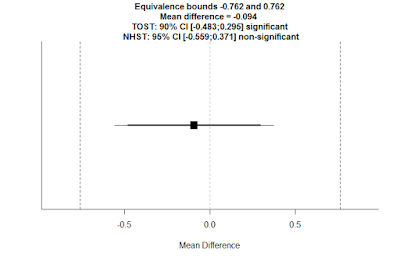 Equivalence bounds -0.762 and 0.762
Mean difference = -0.094
TOST: 90% CI [-0.483;0.295] significant
NHST: 95% CI [-0.559;0.371] non-significant
-0.5 0.0 0.5
Mean Difference